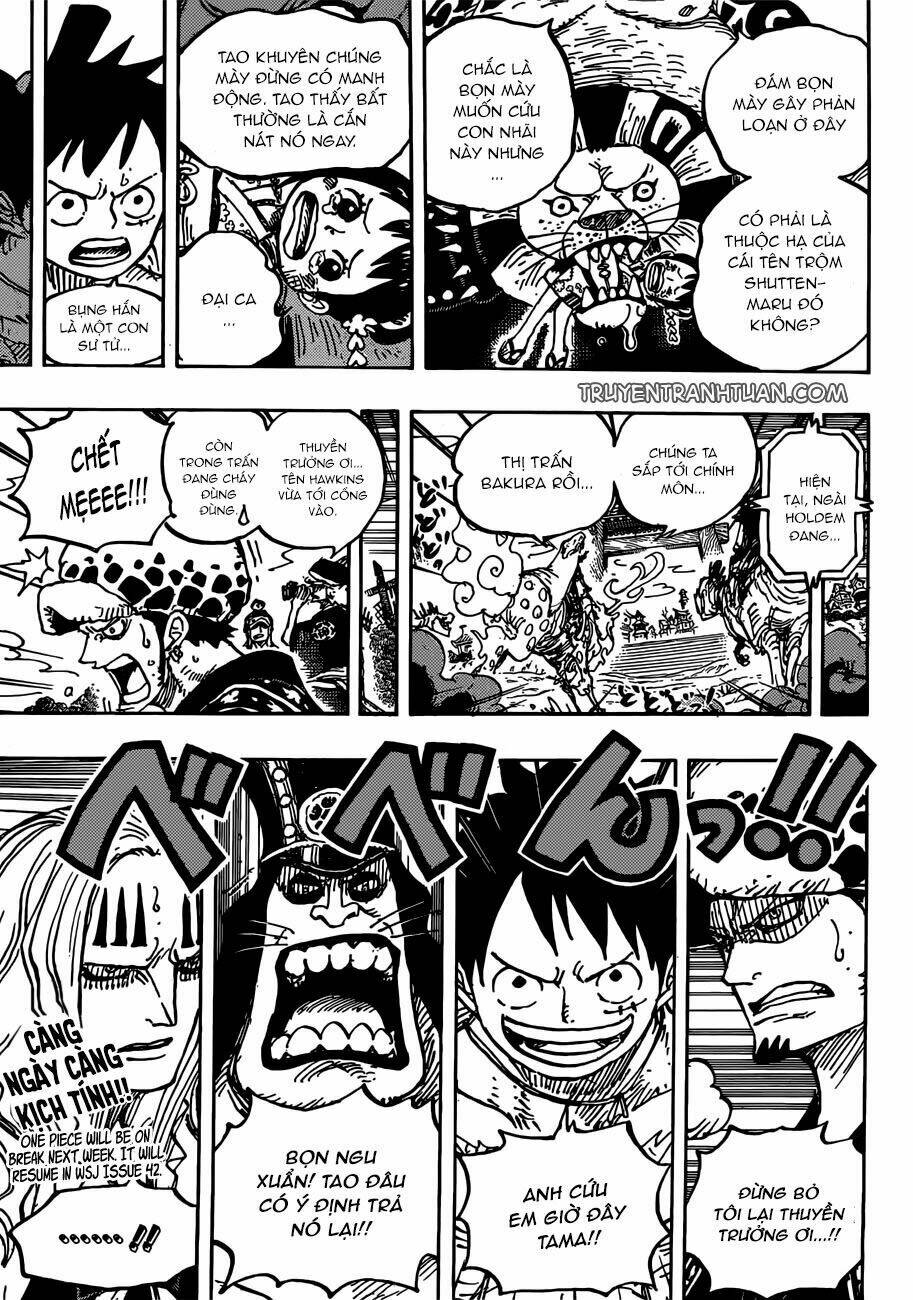 ĐÁM BỌN
MÀY GÂY PHẢN
LOẠN Ở ĐÂY
CÓ PHẢI LÀ
THUỘC HẠ CỦA
CÁI TÊN TRỘM
SHUTTEN-
MARU ĐÓ
KHÔNG?
CHẮC LÀ
BỌN MÀY
MUỐN CỨU
CON NHÃI
NÀY NHƯNG
...
TAO KHUYÊN CHÚNG
MÀY ĐỪNG CÓ MANH
ĐỘNG. TAO THẤY BẤT
THƯỜNG LÀ CẮN
NÁT NÓ NGAY.
ĐẠI CA
...
BỤNG HẮN
LÀ MỘT CON
SƯ TỬ...
TRUYENTRANHTUAN.COM
HIỆN
TẠI, NGÀI
HOLDEM
ĐANG...
CHÚNG TA
SẮP TỚI CHÍNH
MÔN...
THỊ TRẤN
BAKURA RỒI...
THUYỀN
TRƯỞNG ƠI...
TÊN HAWKINS
VỪA TỚI CỔNG
VÀO.
CÒN
TRONG TRẤN
ĐANG CHÁY
ĐÙNG
ĐÙNG.
CHẾT
MẸEEEE!!!
ベベんっ!!
ĐỪNG BỎ
TÔI LẠI THUYỀN
TRƯỞNG ƠI...!!
ANH CỨU
EM GIỜ ĐÂY
TAMA!!
BỌN NGU
XUẨN! TAO ĐÂU
CÓ Ý ĐỊNH TRẢ
NÓ LẠI!!
CÀNG
NGÀY CÀNG
KỊCH TÍNH!!
ONE PIECE WILL BE ON
BREAK NEXT WEEK. IT WILL
RESUME IN WSJ ISSUE 42.
...... !!